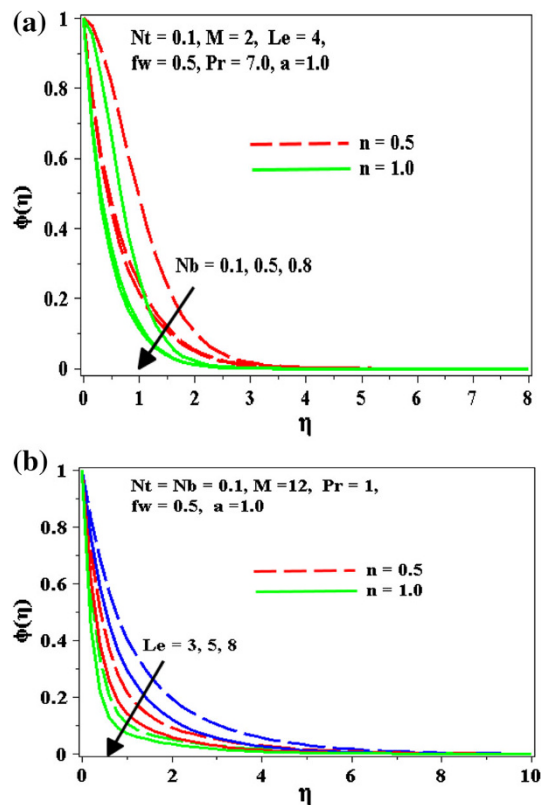 (a)
Nt = 0.1, M = 2, Le = 4,
fw = 0.5, Pr = 7.0, a =1.0
n = 0.5
n = 1.0
Nb = 0.1, 0.5, 0.8
ϕ(η)
1
0.8
0.6
0.4
0.2
0
0 1 2 3 4 5 6 7 8
η
(b)
Nt = Nb = 0.1, M =12, Pr = 1,
fw = 0.5, a =1.0
n = 0.5
n = 1.0
Le = 3, 5, 8
ϕ(η)
1
0.8
0.6
0.4
0.2
0
0 2 4 6 8 10
η